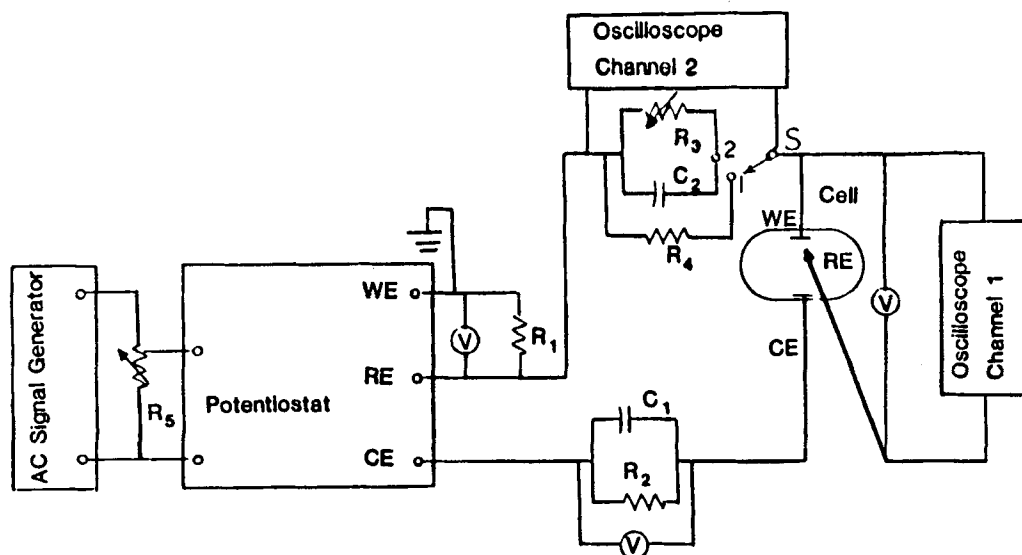 Oscilloscope
Channel 2
R3
2
S
C2
1
R4
Cell
WE
RE
V
CE
Oscilloscope
Channel 1
AC Signal Generator
R5
Potentiostat
WE
V
R1
RE
CE
C1
R2
V